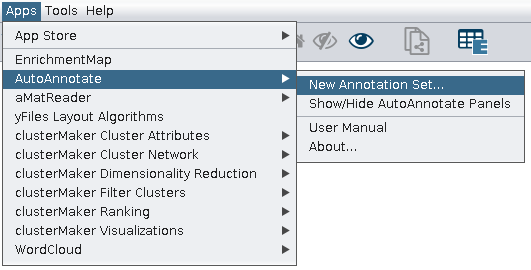 Apps Tools Help
App Store
EnrichmentMap
AutoAnnotate
New Annotation Set...
aMatReader
Show/Hide AutoAnnotate Panels
yFiles Layout Algorithms
User Manual
clusterMaker Cluster Attributes
About...
clusterMaker Cluster Network
clusterMaker Dimensionality Reduction
clusterMaker Filter Clusters
clusterMaker Ranking
clusterMaker Visualizations
WordCloud